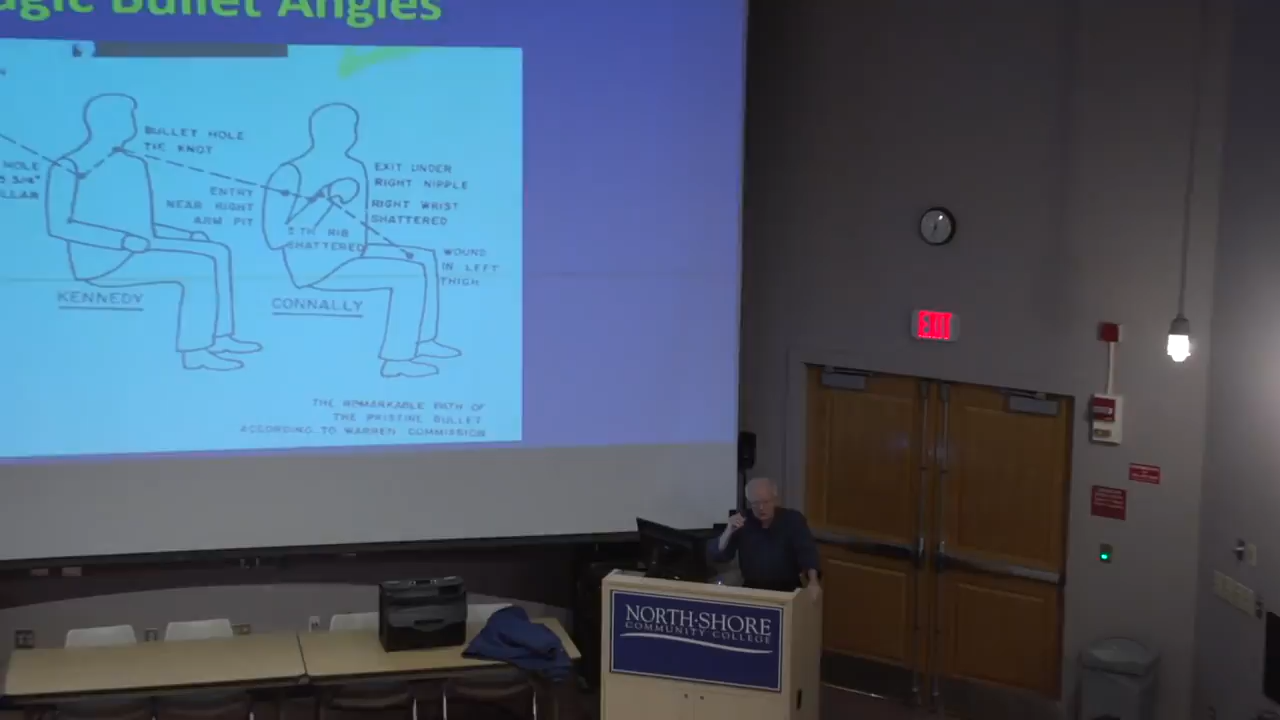 agic Bullet Angles
BULLET HOLE
TIE KNOT
HOLE
5 3/4"
LLAR
ENTRY
NEAR RIGHT
ARM PIT
EXIT UNDER
RIGHT NIPPLE
RIGHT WRIST
SHATTERED
5TH RIB
SHATTERED
WOUND
IN LEFT
THIGH
KENNEDY
CONNALLY
THE REMARKABLE PATH OF
THE PRISTINE BULLET
ACCORDING TO WARREN COMMISSION
EXIT
NORTH·SHORE
COMMUNITY COLLEGE